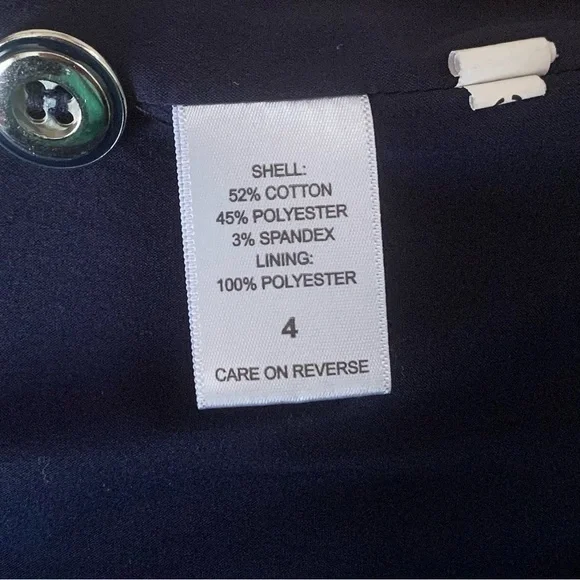 SHELL:
52% COTTON
45% POLYESTER
3% SPANDEX
LINING:
100% POLYESTER
4
CARE ON REVERSE